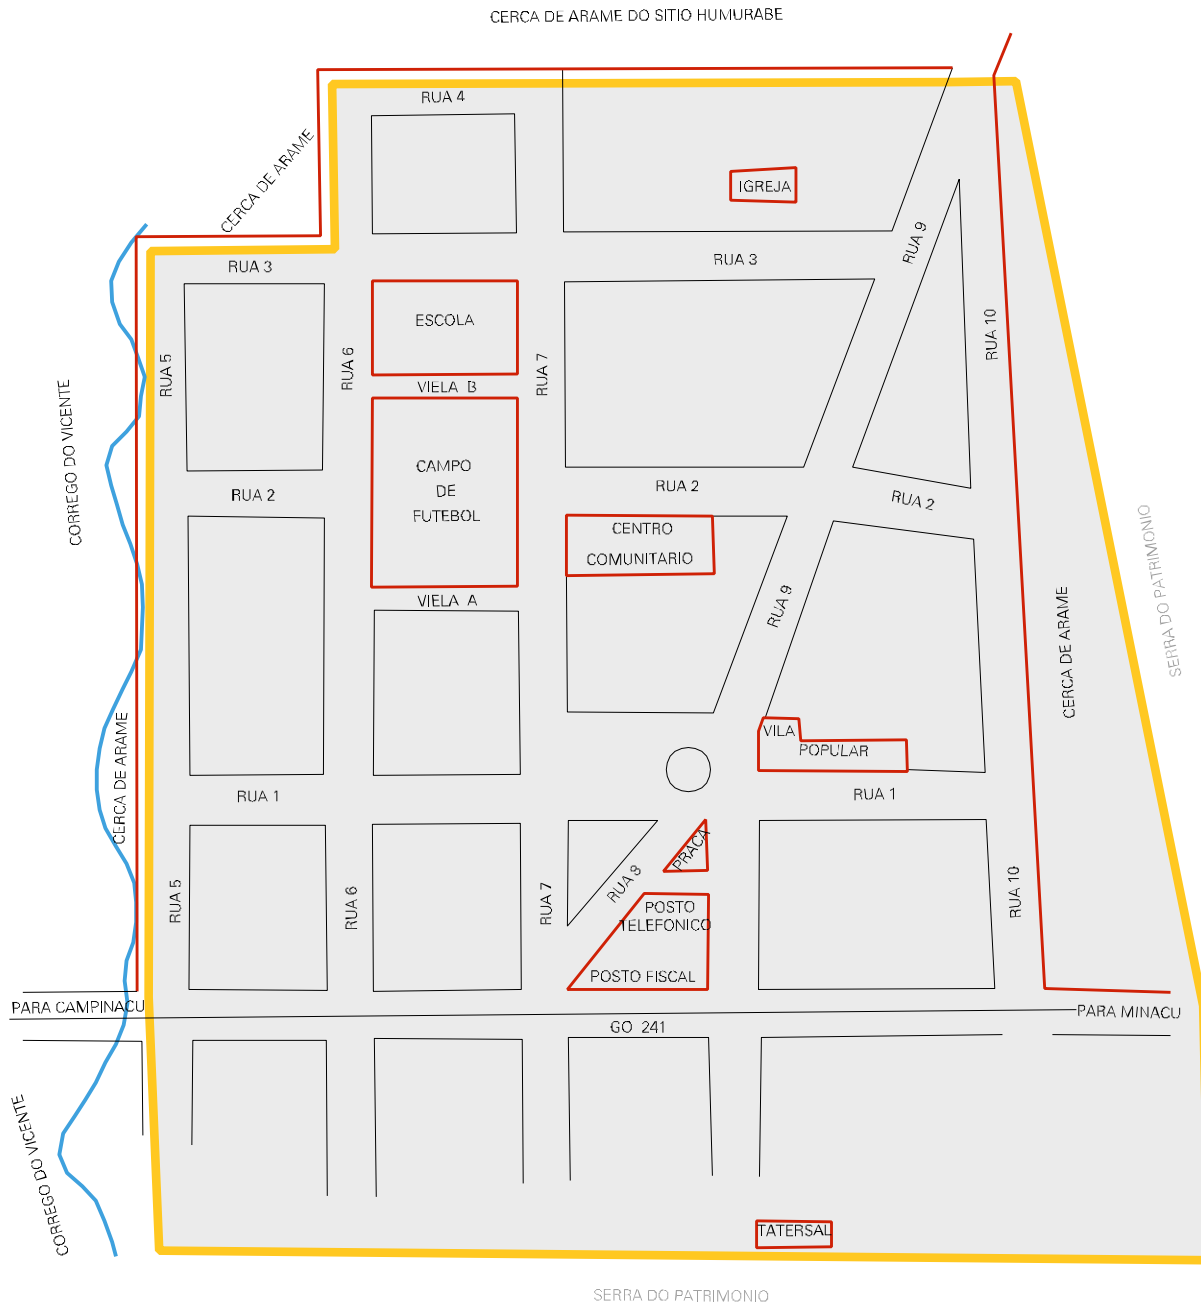 CERCA DE ARAME DO SITIO HUMURABE
RUA 4
CERCA DE ARAME
IGREJA
RUA 9
RUA 3
RUA 3
ESCOLA
RUA 10
RUA 5
RUA 6
RUA 7
VIELA B
CORREGO DO VICENTE
CAMPO
DE
FUTEBOL
RUA 2
RUA 2
RUA 2
CENTRO
COMUNITARIO
SERRA DO PATRIMONIO
VIELA A
RUA 9
CERCA DE ARAME
VILA
POPULAR
CERCA DE ARAME
RUA 1
RUA 1
PRACA
RUA 8
RUA 5
RUA 6
RUA 7
RUA 10
POSTO
TELEFONICO
POSTO FISCAL
PARA CAMPINACU
PARA MINACU
GO 241
CORREGO DO VICENTE
TATERSAL
SERRA DO PATRIMONIO